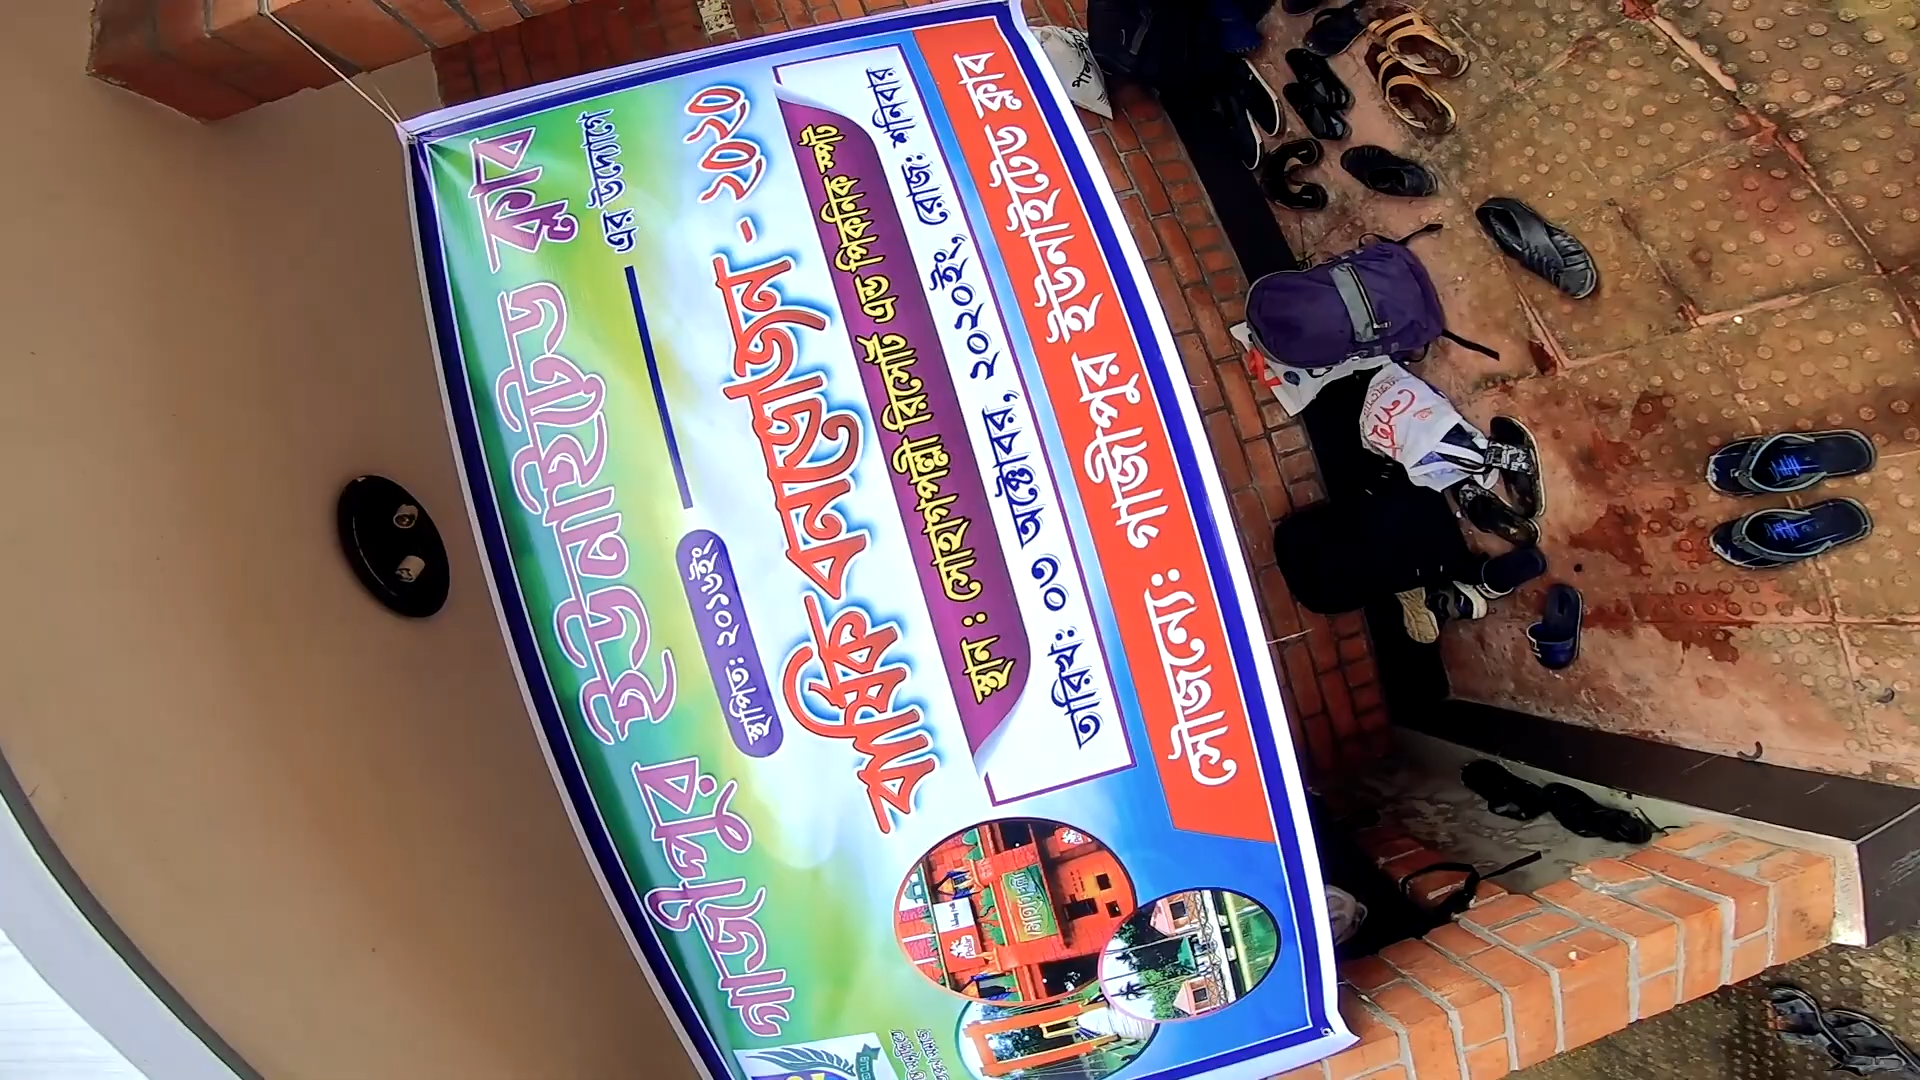 গাজীপুর ইউনাইটেড ক্লাব
এর উদ্যোগে
স্থাপিত: ২০১৬ইং
বার্ষিক বনভোজন - ২০২০
স্থান : সোহাগপল্লী রিসোর্ট এন্ড পিকনিক স্পট
তারিখ: ০৩ অক্টোবর, ২০২০ইং, রোজ: শনিবার
সৌজন্যে: গাজীপুর ইউনাইটেড ক্লাব